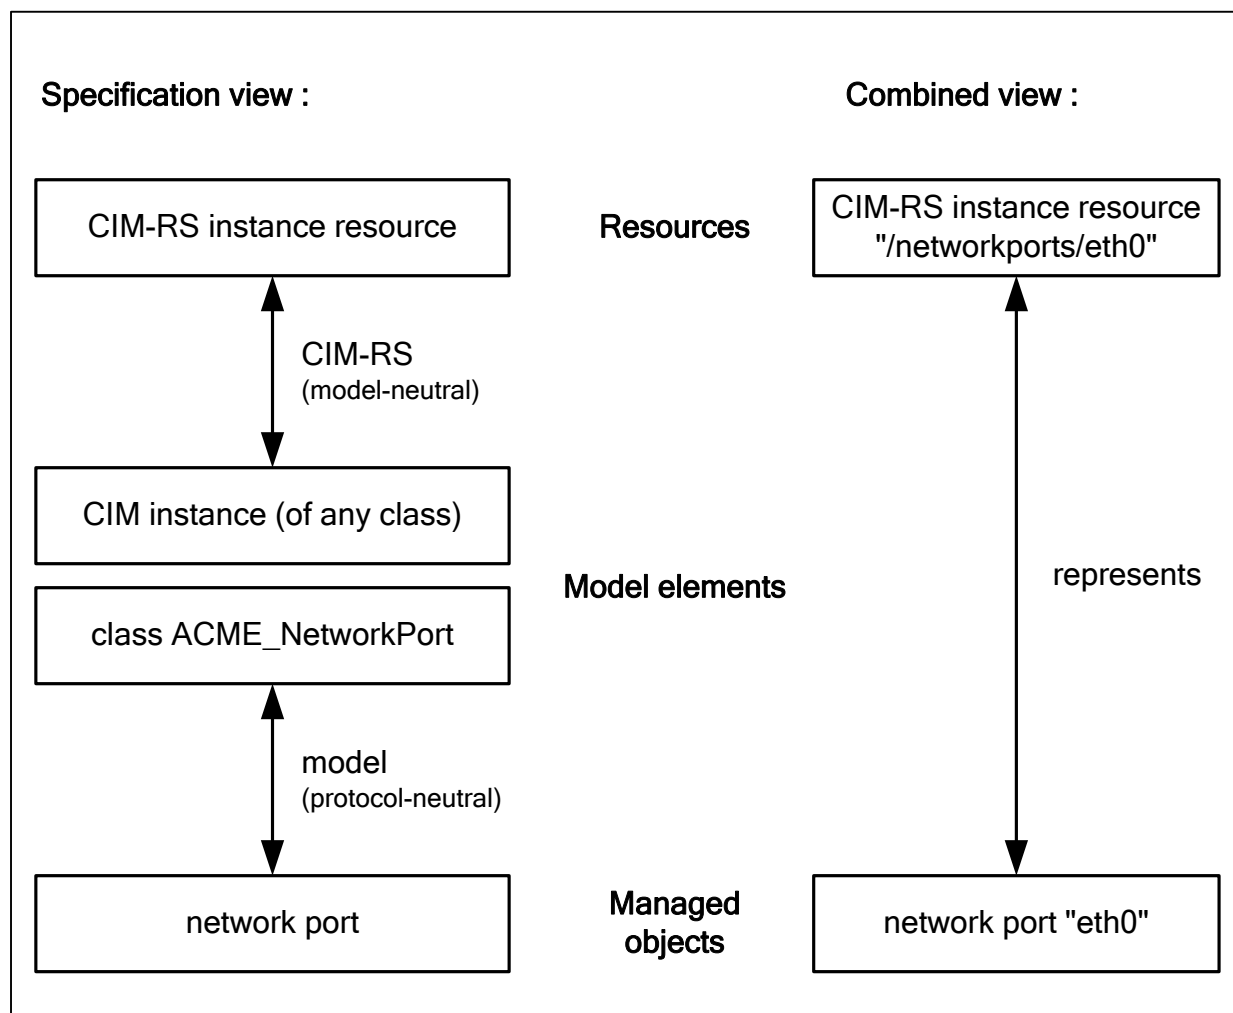 Specification view :
Combined view :
CIM-RS instance resource
Resources
CIM-RS instance resource
"/networkports/eth0"
CIM-RS
(model-neutral)
CIM instance (of any class)
Model elements
represents
class ACME_NetworkPort
model
(protocol-neutral)
network port
Managed
objects
network port "eth0"